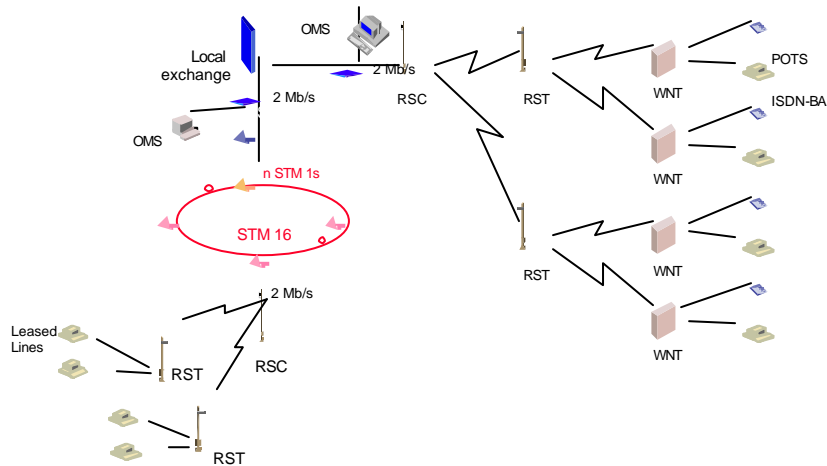 OMS
Local
exchange
2 Mb/s
RSC
RST
WNT
POTS
ISDN-BA
2 Mb/s
OMS
WNT
n STM 1s
STM 16
RST
WNT
2 Mb/s
WNT
Leased
Lines
RST
RSC
RST